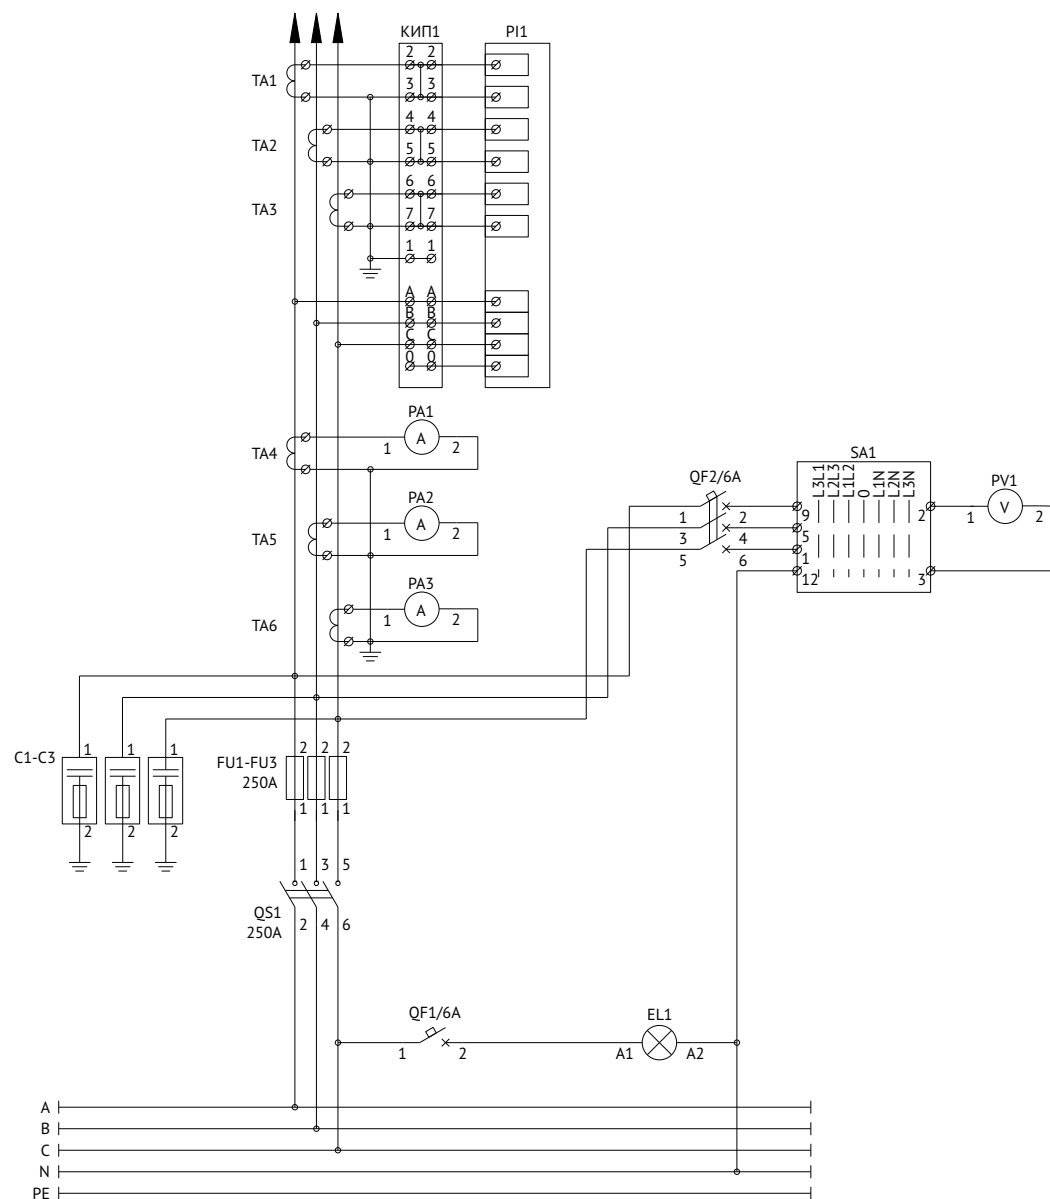 КИП1
PI1
2 2
TA1
3 3
4 4
TA2
5 5
6 6
TA3
7 7
1 1
A A
B B
C C
0 0
PA1
A
1 2
TA4
PA2
A
1 2
TA5
PA3
A
1 2
TA6
SA1
L3L1
L2L3
L1L2
0
L1N
L2N
L3N
QF2/6A
1 2
3 4
5 6
9
5
1
12
2
3
PV1
V
1 2
C1-C3
1 1 1
2 2 2
FU1-FU3
250A
2 2 2
1 1 1
1 3 5
QS1
250A
2 4 6
QF1/6A
1 2
EL1
A1 A2
A
B
C
N
PE